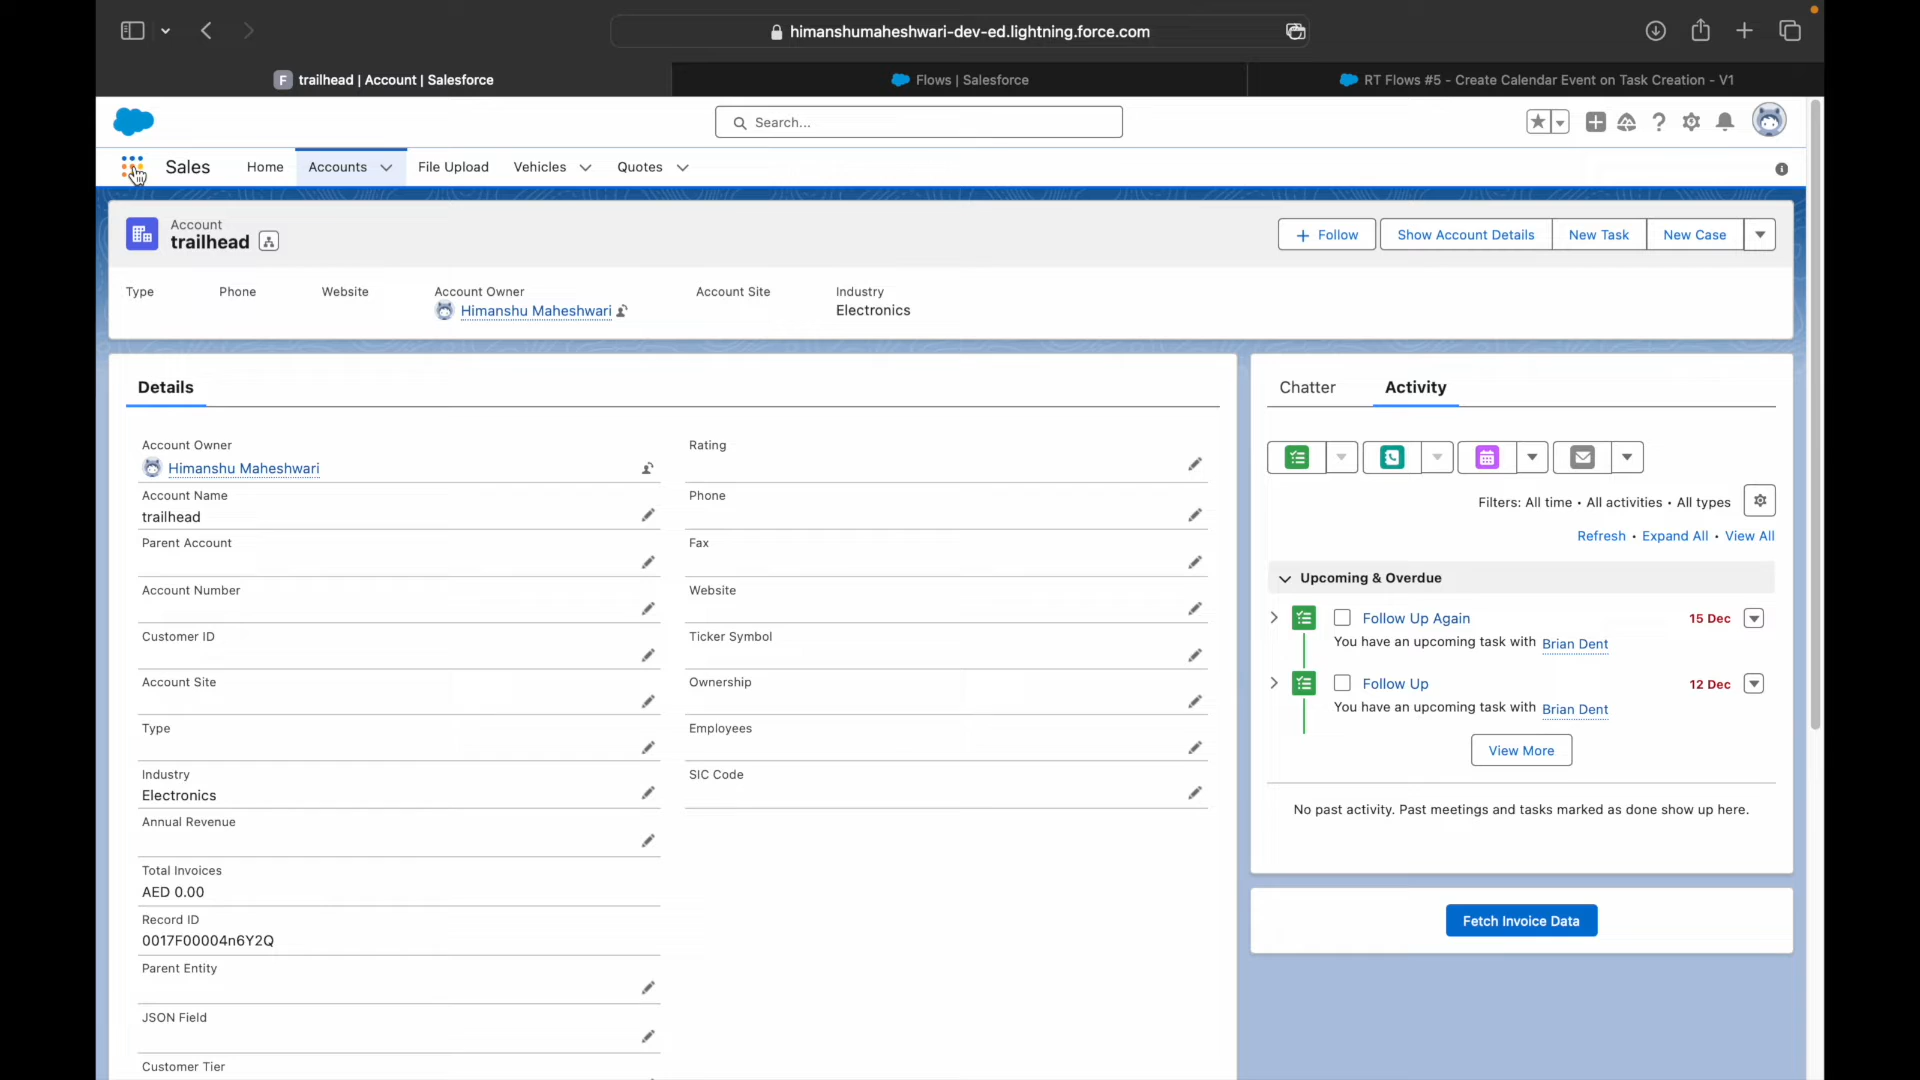 himanshumaheshwari-dev-ed.lightning.force.com
F trailhead | Account | Salesforce
Flows | Salesforce
RT Flows #5 - Create Calendar Event on Task Creation - V1
Search...
Sales
Home
Accounts
File Upload
Vehicles
Quotes
Account
trailhead
Follow
Show Account Details
New Task
New Case
Type
Phone
Website
Account Owner
Himanshu Maheshwari
Account Site
Industry
Electronics
Details
Account Owner
Himanshu Maheshwari
Account Name
trailhead
Parent Account
Account Number
Customer ID
Account Site
Type
Industry
Electronics
Annual Revenue
Total Invoices
AED 0.00
Record ID
0017F00004n6Y2Q
Parent Entity
JSON Field
Customer Tier
Rating
Phone
Fax
Website
Ticker Symbol
Ownership
Employees
SIC Code
Chatter
Activity
Filters: All time • All activities • All types
Refresh • Expand All • View All
Upcoming & Overdue
Follow Up Again
15 Dec
You have an upcoming task with Brian Dent
Follow Up
12 Dec
You have an upcoming task with Brian Dent
View More
No past activity. Past meetings and tasks marked as done show up here.
Fetch Invoice Data